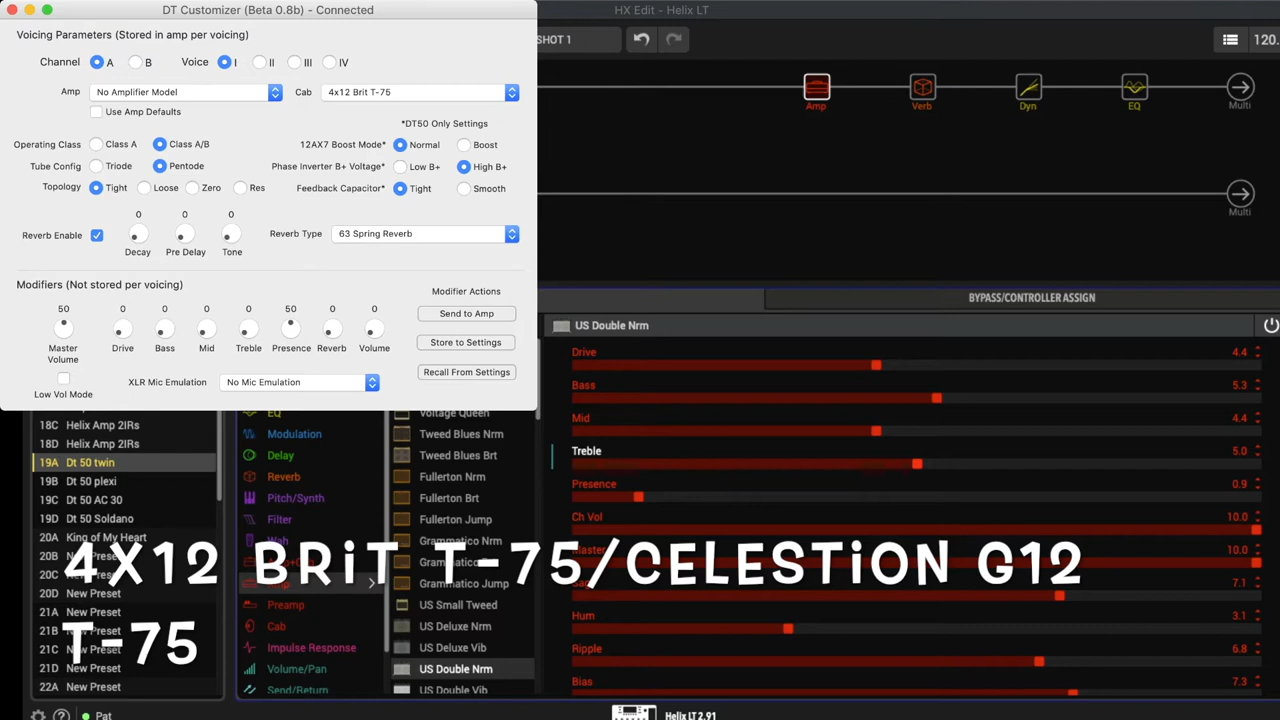 DT Customizer (Beta 0.8b) - Connected
Voicing Parameters (Stored in amp per voicing)
Channel A B Voice I II III IV
Amp No Amplifier Model Cab 4x12 Brit T-75
Use Amp Defaults
*DT50 Only Settings
Operating Class Class A Class A/B 12AX7 Boost Mode* Normal Boost
Tube Config Triode Pentode Phase inverter B+ Voltage* Low B+ High B+
Topology Tight Loose Zero Res Feedback Capacitor* Tight Smooth
0 0 0
Reverb Enable Reverb Type 63 Spring Reverb
Decay Pre Delay Tone
Modifiers (Not stored per voicing)
Modifier Actions
50 0 0 0 0 50 0 0
Send to Amp
Master Volume Drive Bass Mid Treble Presence Reverb Volume
Store to Settings
Recall From Settings
Low Vol Mode XLR Mic Emulation No Mic Emulation
HX Edit - Helix LT
SHOT 1
120.
Amp Verb Dyn EQ Multi
Multi
BYPASS/CONTROLLER ASSIGN
US Double Nrm
Drive 4.4
Bass 5.3
Mid 4.4
Treble 5.0
Presence 0.9
Ch Vol 10.0
Master 10.0
7.1
Hum 3.1
Ripple 6.8
Bias 7.3
18C Helix Amp 2IRs
18D Helix Amp 2IRs
19A Dt 50 twin
19B Dt 50 plexi
19C Dt 50 AC 30
19D Dt 50 Soldano
20A King of My Heart
20B New Preset
20C
20D New Preset
21A New Preset
21B
21C New Preset
21D New Preset
22A New Preset
EQ
Modulation
Delay
Reverb
Pitch/Synth
Filter
Wah
Preamp
Cab
Impulse Response
Volume/Pan
Send/Return
Voltage Queen
Tweed Blues Nrm
Tweed Blues Brt
Fullerton Nrm
Fullerton Brt
Fullerton Jump
Grammatico Nrm
Grammatico Jump
US Small Tweed
US Deluxe Nrm
US Deluxe Vib
US Double Nrm
US Double Vib
4X12 BRiT T-75/CELESTiON G12
T-75
Pat
Helix LT 2.91